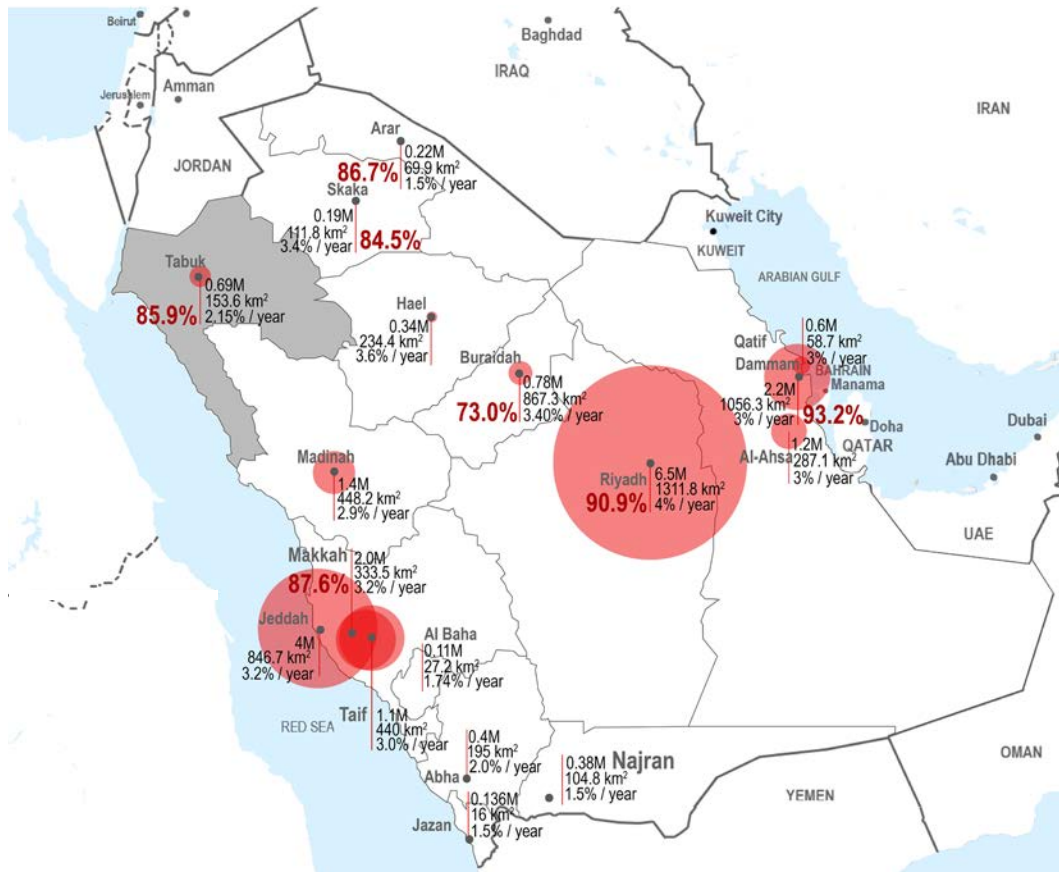 Beirut
Baghdad
IRAQ
IRAN
Amman
Jerusalem
JORDAN
Arar
0.22M
69.9 km²
1.5% / year
86.7%
Skaka
0.19M
111.8 km²
3.4% / year
84.5%
Kuwait City
KUWEIT
ARABIAN GULF
Tabuk
0.69M
153.6 km²
2.15% / year
85.9%
Hael
0.34M
234.4 km²
3.6% / year
Buraidah
0.78M
867.3 km²
3.40% / year
73.0%
Qatif
0.6M
58.7 km²
3% / year
Dammam
BAHRAIN
Manama
2.2M
1056.3 km²
3% / year
93.2%
Doha
QATAR
Dubai
Abu Dhabi
UAE
Al-Ahsa
1.2M
287.1 km²
3% / year
Riyadh
6.5M
1311.8 km²
4% / year
90.9%
Madinah
1.4M
448.2 km²
2.9% / year
Makkah
2.0M
333.5 km²
3.2% / year
87.6%
Jeddah
4M
846.7 km²
3.2% / year
Al Baha
0.11M
27.2 km²
1.74% / year
Taif
1.1M
440 km²
3.0% / year
RED SEA
0.4M
195 km²
2.0% / year
Abha
0.136M
16 km²
1.5% / year
Jazan
0.38M
104.8 km²
1.5% / year
Najran
YEMEN
OMAN